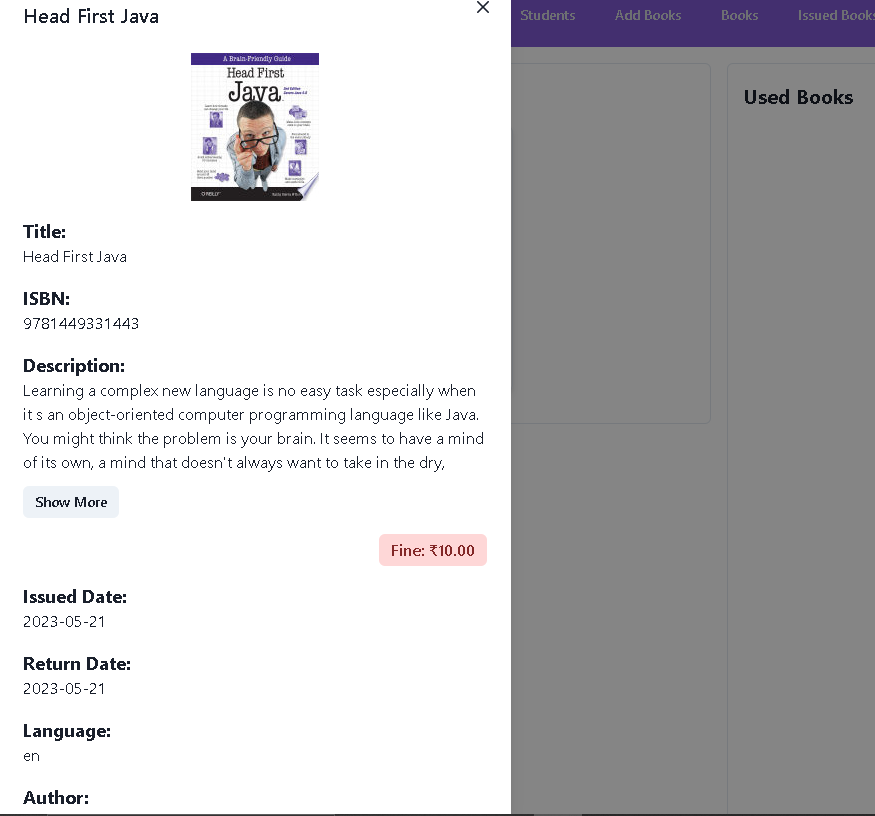 Head First Java
Students
Add Books
Books
Issued Books
Used Books
A Brain-Friendly Guide
Head First
Java
2nd Edition
Covers Java 5.0
O'REILLY
Title:
Head First Java
ISBN:
9781449331443
Description:
Learning a complex new language is no easy task especially when
it s an object-oriented computer programming language like Java.
You might think the problem is your brain. It seems to have a mind
of its own, a mind that doesn't always want to take in the dry,
Show More
Fine: ₹10.00
Issued Date:
2023-05-21
Return Date:
2023-05-21
Language:
en
Author: